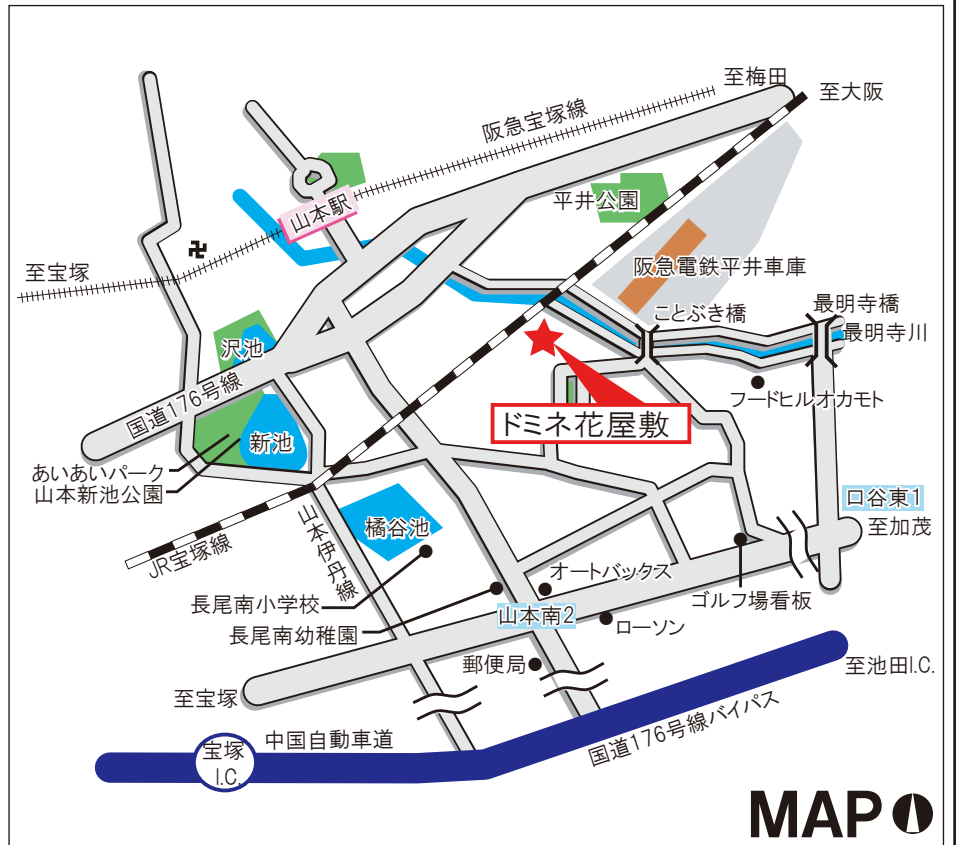 至梅田
至大阪
阪急宝塚線
山本駅
平井公園
卍
至宝塚
阪急電鉄平井車庫
ことぶき橋
最明寺橋
最明寺川
沢池
国道176号線
フードヒルオカモト
ドミネ花屋敷
新池
あいあいパーク
山本新池公園
口谷東1
至加茂
橘谷池
山本伊丹線
JR宝塚線
オートバックス
長尾南小学校
ゴルフ場看板
山本南2
ローソン
長尾南幼稚園
郵便局
至池田I.C.
至宝塚
国道176号線バイパス
中国自動車道
宝塚
I.C.
MAP